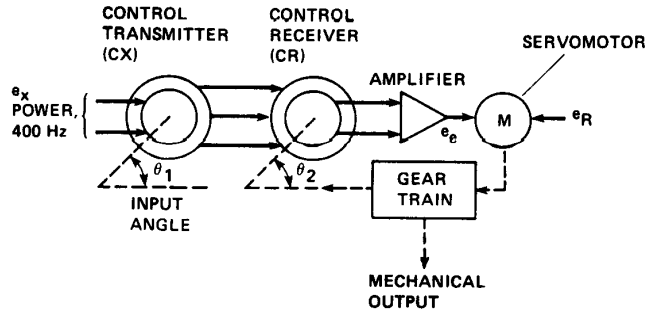 CONTROL
TRANSMITTER
(CX)
CONTROL
RECEIVER
(CR)
SERVOMOTOR
AMPLIFIER
ex
POWER,
400 Hz
M
eR
ee
θ1
θ2
INPUT
ANGLE
GEAR
TRAIN
MECHANICAL
OUTPUT